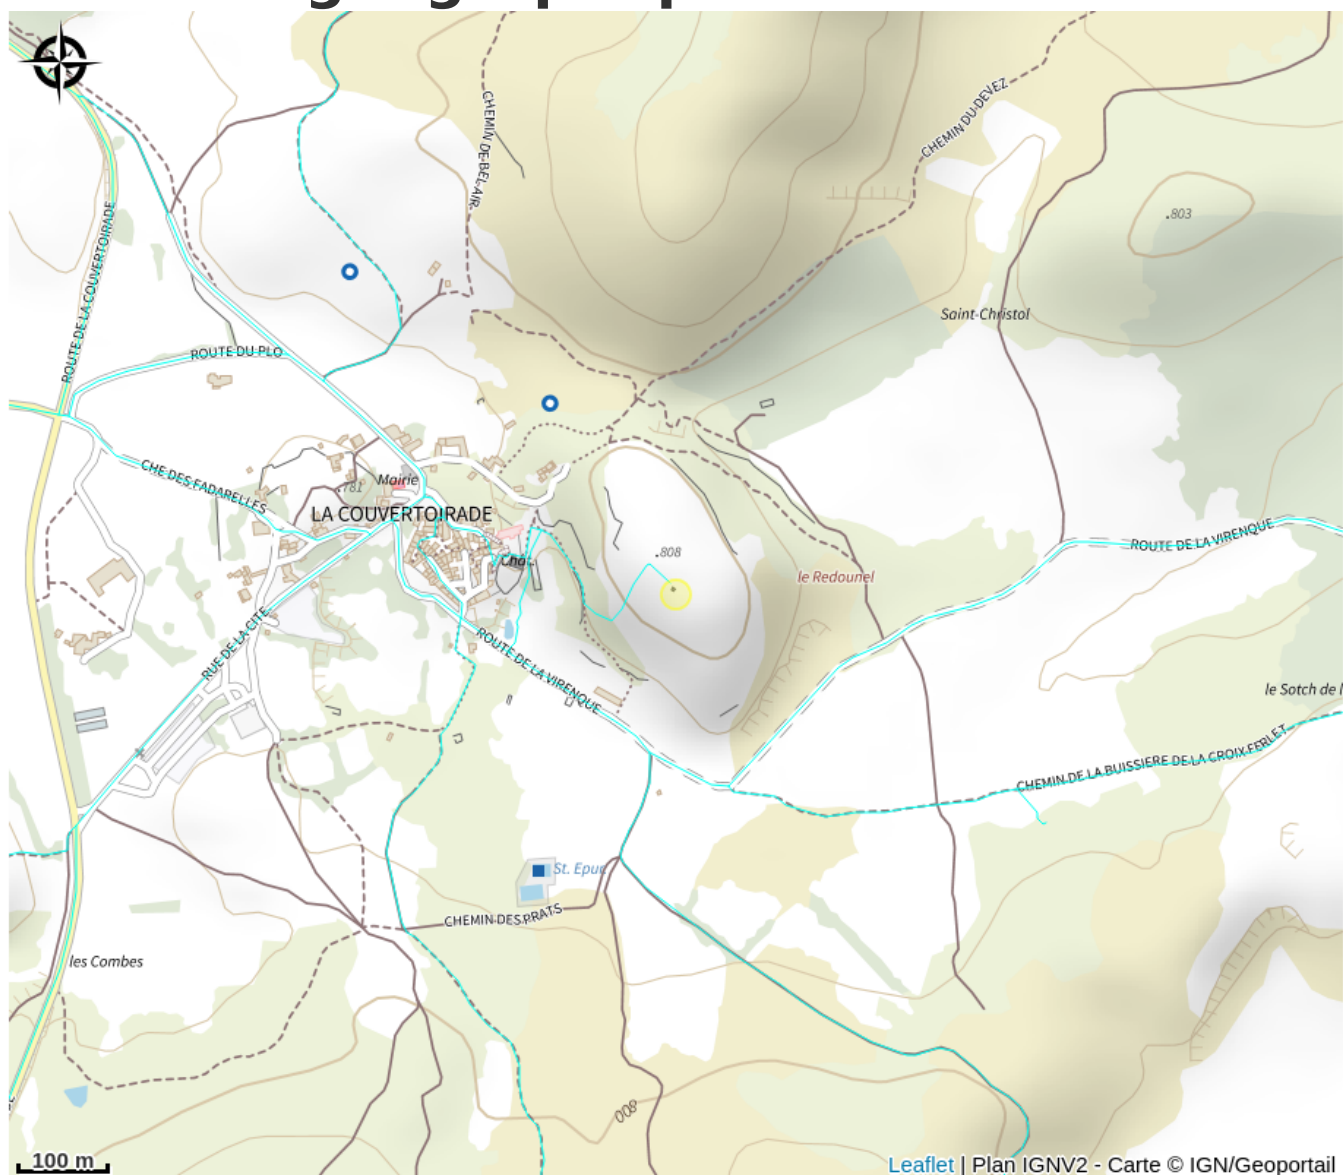 CHEMIN DE BEL-AIR
CHEMIN DU DEVEZ
.803
ROUTE DE LA COUVERTOIRADE
Saint-Christol
ROUTE DU PLO
CHE DES FADARELLES
Mairie
.781
LA COUVERTOIRADE
ROUTE DE LA VIRENQUE
.808
Chât.
le Redounel
RUE DE LA CITE
ROUTE DE LA VIRENQUE
le Sotch de l
CHEMIN DE LA BUISSIERE DE LA CROIX FERLET
St. Epur.
CHEMIN DES PRATS
les Combes
800
100 m
Leaflet | Plan IGNV2 - Carte © IGN/Geoportail